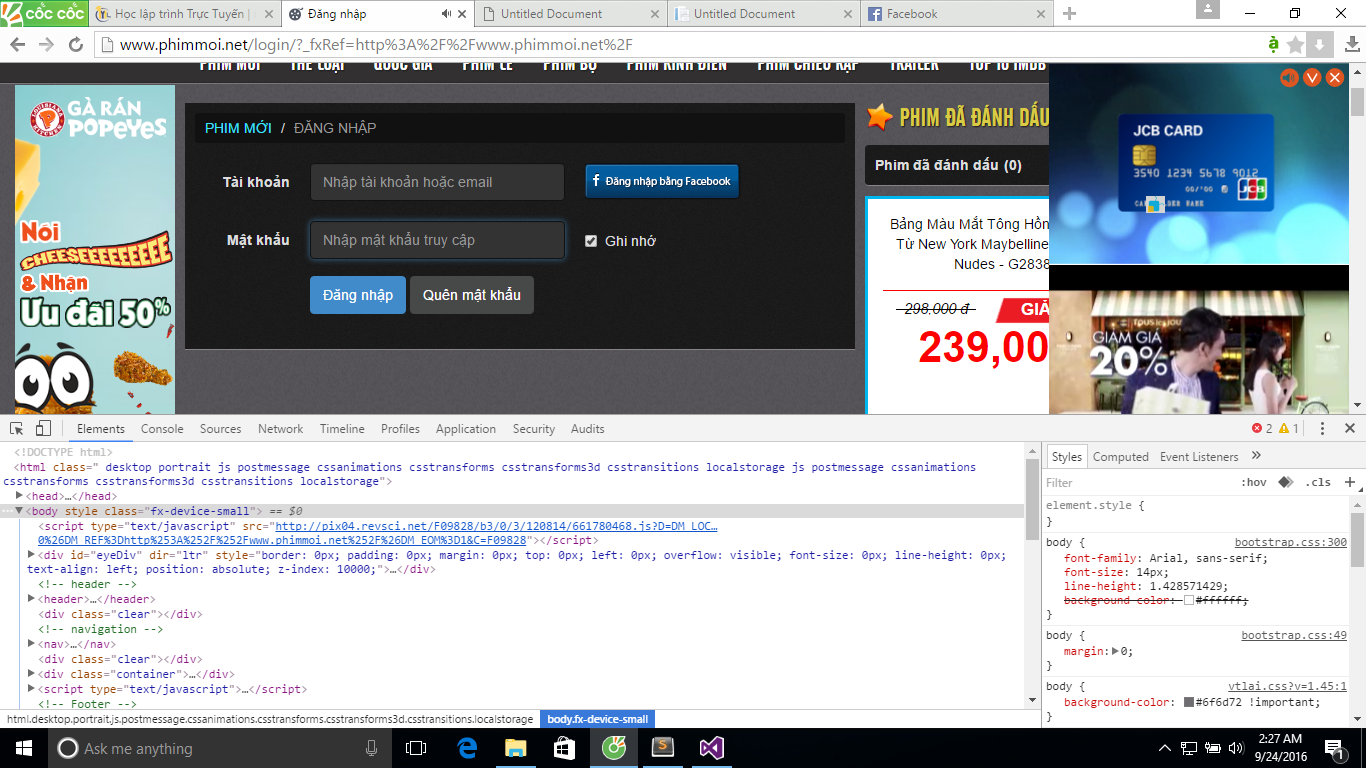 CỐC CỐC
Học lập trình Trực Tuyến |
Đăng nhập
Untitled Document
Untitled Document
Facebook
www.phimmoi.net/login/?_fxRef=http%3A%2F%2Fwww.phimmoi.net%2F
PHIM MỚI THỂ LOẠI QUỐC GIA PHIM LẺ PHIM BỘ PHIM KINH ĐIỂN PHIM CHIẾU RẠP TRAILER TOP 10 IMDB
GÀ RÁN
POPEYES
LOUISIANA
KITCHEN
Nói
CHEESEEEEEEEEE
& Nhận
Ưu đãi 50%
PHIM MỚI / ĐĂNG NHẬP
Tài khoản
Nhập tài khoản hoặc email
f Đăng nhập bằng Facebook
Mật khẩu
Nhập mật khẩu truy cập
Ghi nhớ
Đăng nhập
Quên mật khẩu
PHIM ĐÃ ĐÁNH DẤU
Phim đã đánh dấu (0)
Bảng Màu Mắt Tông Hồn
Từ New York Maybelline
Nudes - G2838
298,000 đ
GIẢ
239,00
JCB CARD
3540 1234 5678 9012
00/'00
JCB
GIẢM GIÁ
20%
Elements Console Sources Network Timeline Profiles Application Security Audits
2 1
<!DOCTYPE html>
<html class=" desktop portrait js postmessage cssanimations csstransforms csstransforms3d csstransitions localstorage js postmessage cssanimations
csstransforms csstransforms3d csstransitions localstorage">
<head>…</head>
…<body style class="fx-device-small"> == $0
<script type="text/javascript" src="http://pix04.revsci.net/F09828/b3/0/3/120814/661780468.js?D=DM_LOC…
0%26DM_REF%3Dhttp%253A%252F%252Fwww.phimmoi.net%252F%26DM_EOM%3D1&C=F09828"></script>
<div id="eyeDiv" dir="ltr" style="border: 0px; padding: 0px; margin: 0px; top: 0px; left: 0px; overflow: visible; font-size: 0px; line-height: 0px;
text-align: left; position: absolute; z-index: 10000;">…</div>
<!-- header -->
<header>…</header>
<div class="clear"></div>
<!-- navigation -->
<nav>…</nav>
<div class="clear"></div>
<div class="container">…</div>
<script type="text/javascript">…</script>
<!-- Footer -->
html.desktop.portrait.js.postmessage.cssanimations.csstransforms.csstransforms3d.csstransitions.localstorage body.fx-device-small
Styles Computed Event Listeners »
Filter :hov .cls +
element.style {
}
body { bootstrap.css:300
font-family: Arial, sans-serif;
font-size: 14px;
line-height: 1.428571429;
background-color: #ffffff;
}
body { bootstrap.css:49
margin: 0;
}
body { vtlai.css?v=1.45:1
background-color: #6f6d72 !important;
}
Ask me anything
2:27 AM
9/24/2016
1